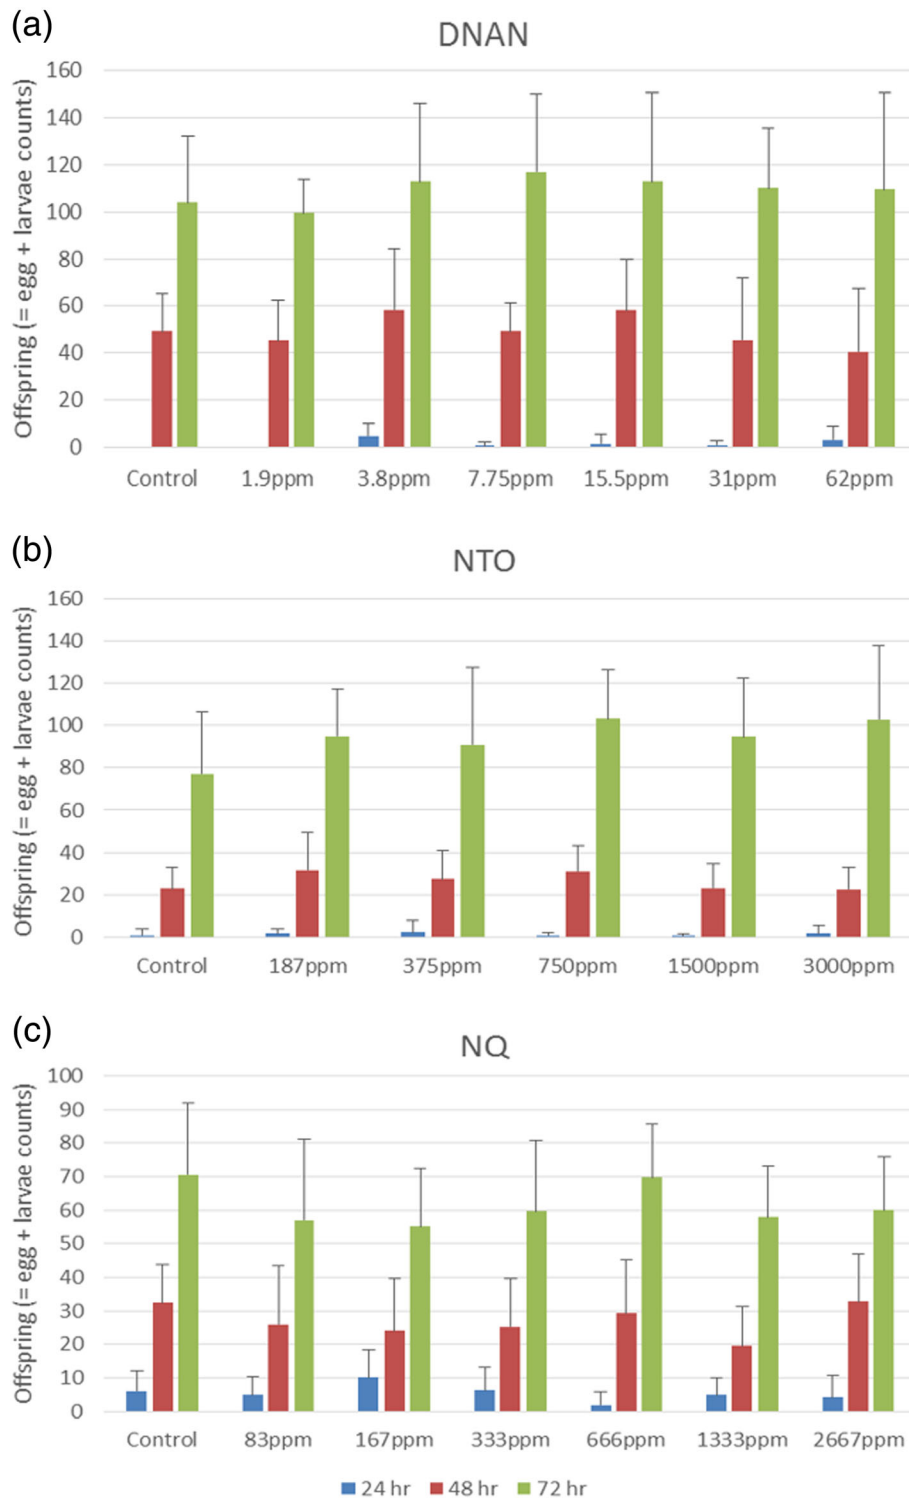 (a)
DNAN
Offspring (= egg + larvae counts)
160
140
120
100
80
60
40
20
0
Control 1.9ppm 3.8ppm 7.75ppm 15.5ppm 31ppm 62ppm
(b)
NTO
Offspring (= egg + larvae counts)
160
140
120
100
80
60
40
20
0
Control 187ppm 375ppm 750ppm 1500ppm 3000ppm
(c)
NQ
Offspring (= egg + larvae counts)
100
90
80
70
60
50
40
30
20
10
0
Control 83ppm 167ppm 333ppm 666ppm 1333ppm 2667ppm
24 hr 48 hr 72 hr